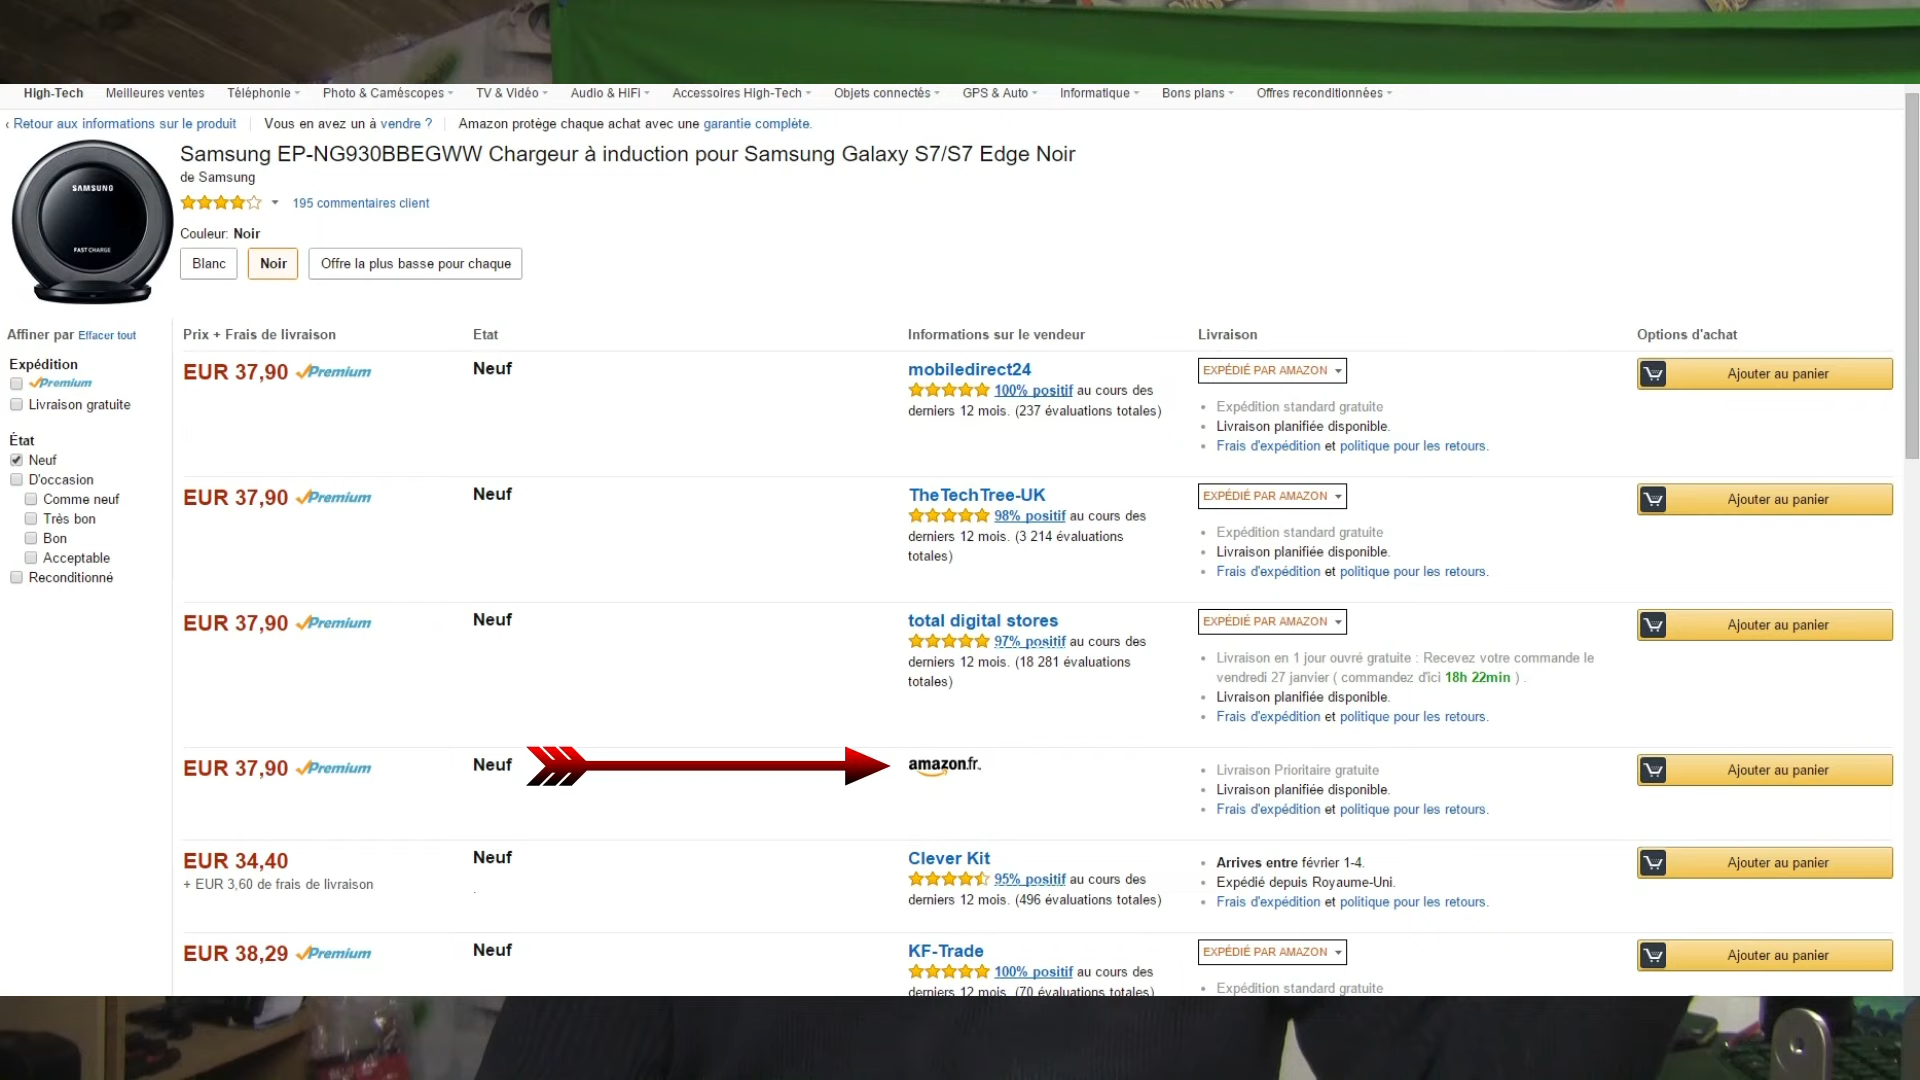 High-Tech Meilleures ventes Téléphonie Photo & Caméscopes TV & Vidéo Audio & HiFi Accessoires High-Tech Objets connectés GPS & Auto Informatique Bons plans Offres reconditionnées
‹ Retour aux informations sur le produit Vous en avez un à vendre ? Amazon protège chaque achat avec une garantie complète.
Samsung EP-NG930BBEGWW Chargeur à induction pour Samsung Galaxy S7/S7 Edge Noir
de Samsung
195 commentaires client
SAMSUNG
FAST CHARGE
Couleur: Noir
Blanc Noir Offre la plus basse pour chaque
Affiner par Effacer tout
Expédition
Premium
Livraison gratuite
État
Neuf
D'occasion
Comme neuf
Très bon
Bon
Acceptable
Reconditionné
Prix + Frais de livraison Etat Informations sur le vendeur Livraison Options d'achat
EUR 37,90 Premium Neuf
mobiledirect24
100% positif au cours des
derniers 12 mois. (237 évaluations totales)
EXPÉDIÉ PAR AMAZON
Expédition standard gratuite
Livraison planifiée disponible.
Frais d'expédition et politique pour les retours.
Ajouter au panier
EUR 37,90 Premium Neuf
TheTechTree-UK
98% positif au cours des
derniers 12 mois. (3 214 évaluations
totales)
EXPÉDIÉ PAR AMAZON
Expédition standard gratuite
Livraison planifiée disponible.
Frais d'expédition et politique pour les retours.
Ajouter au panier
EUR 37,90 Premium Neuf
total digital stores
97% positif au cours des
derniers 12 mois. (18 281 évaluations
totales)
EXPÉDIÉ PAR AMAZON
Livraison en 1 jour ouvré gratuite : Recevez votre commande le
vendredi 27 janvier ( commandez d'ici 18h 22min ) .
Livraison planifiée disponible.
Frais d'expédition et politique pour les retours.
Ajouter au panier
EUR 37,90 Premium Neuf
amazon.fr.
Livraison Prioritaire gratuite
Livraison planifiée disponible.
Frais d'expédition et politique pour les retours.
Ajouter au panier
EUR 34,40
+ EUR 3,60 de frais de livraison
Neuf
.
Clever Kit
95% positif au cours des
derniers 12 mois. (496 évaluations totales)
Arrives entre février 1-4.
Expédié depuis Royaume-Uni.
Frais d'expédition et politique pour les retours.
Ajouter au panier
EUR 38,29 Premium Neuf
KF-Trade
100% positif au cours des
derniers 12 mois. (70 évaluations totales)
EXPÉDIÉ PAR AMAZON
Expédition standard gratuite
Ajouter au panier